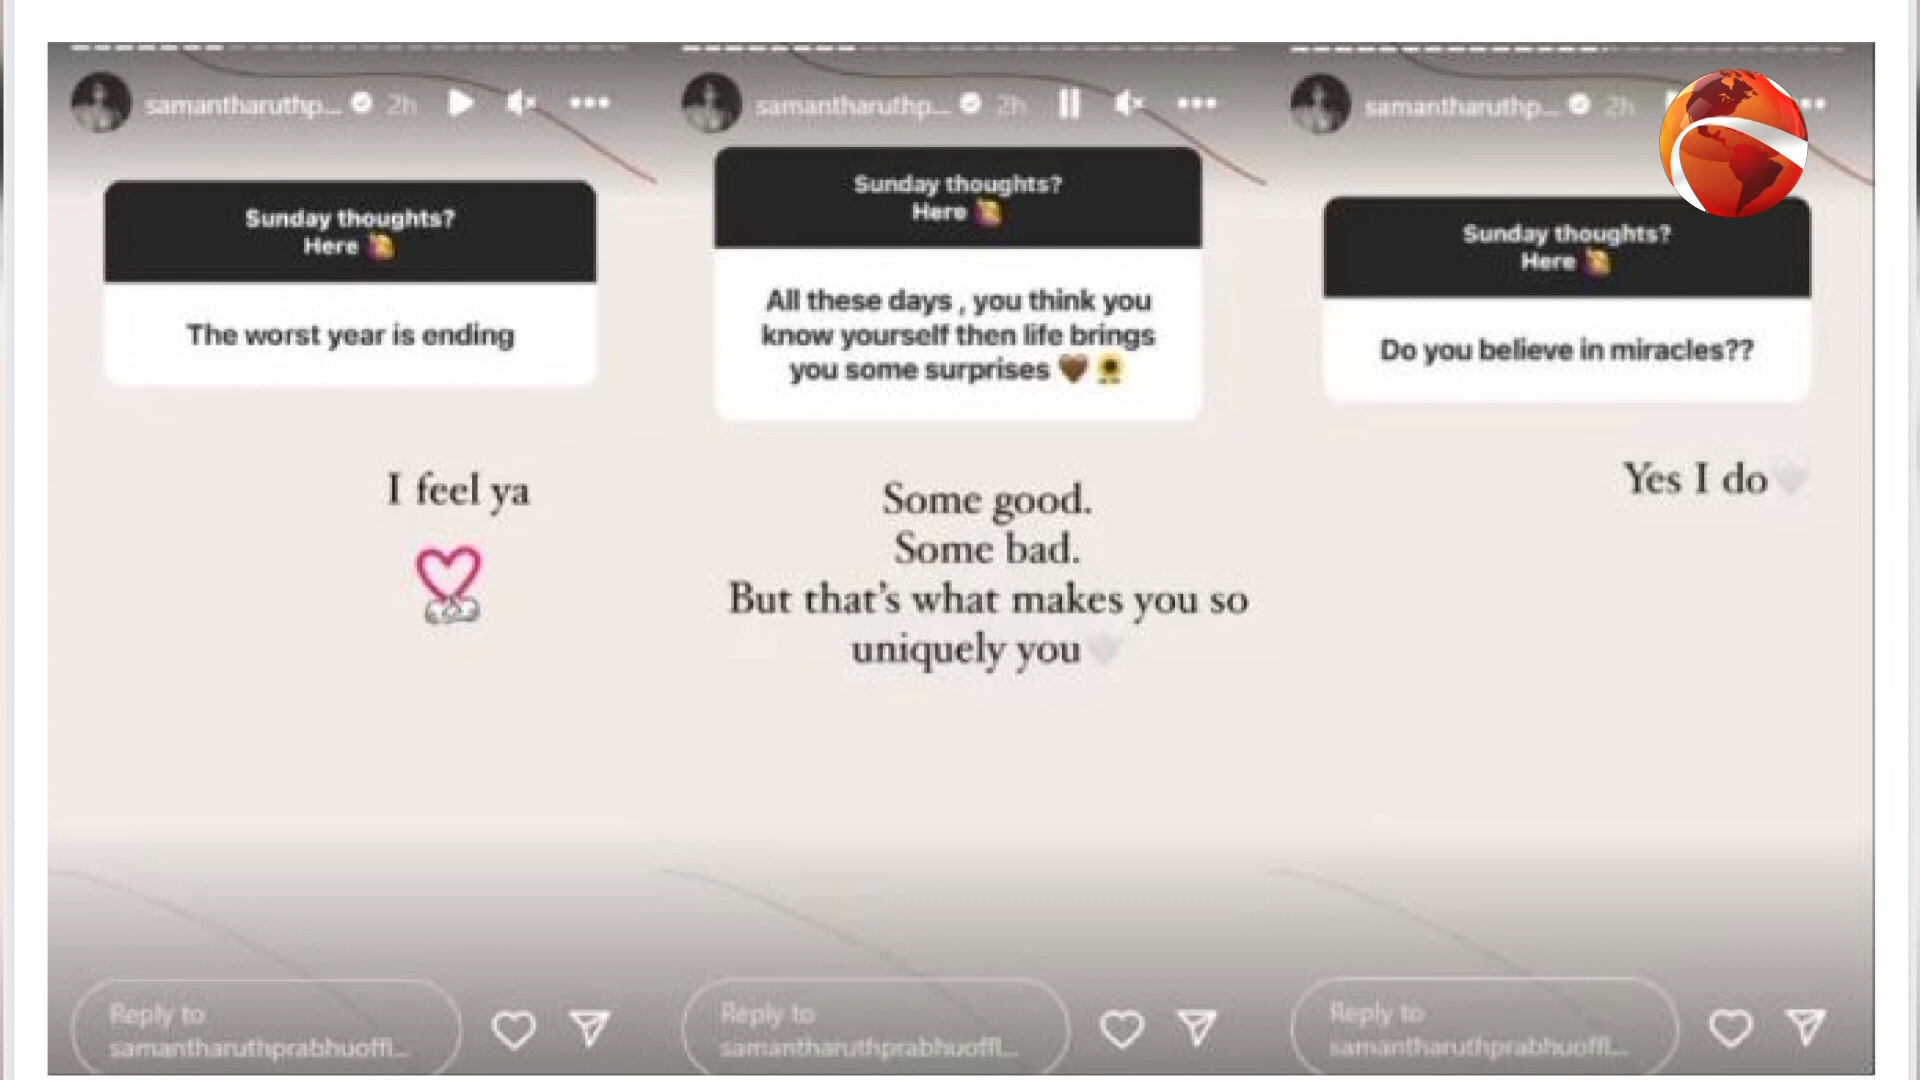 samantharuthp... 2h
Sunday thoughts?
Here
The worst year is ending
I feel ya
Reply to
samantharuthprabhuoffi...
samantharuthp... 2h
Sunday thoughts?
Here
All these days , you think you
know yourself then life brings
you some surprises 🤎 🌻
Some good.
Some bad.
But that's what makes you so
uniquely you🤍
Reply to
samantharuthprabhuoffi...
samantharuthp... 2h
Sunday thoughts?
Here
Do you believe in miracles??
Yes I do🤍
Reply to
samantharuthprabhuoffi...